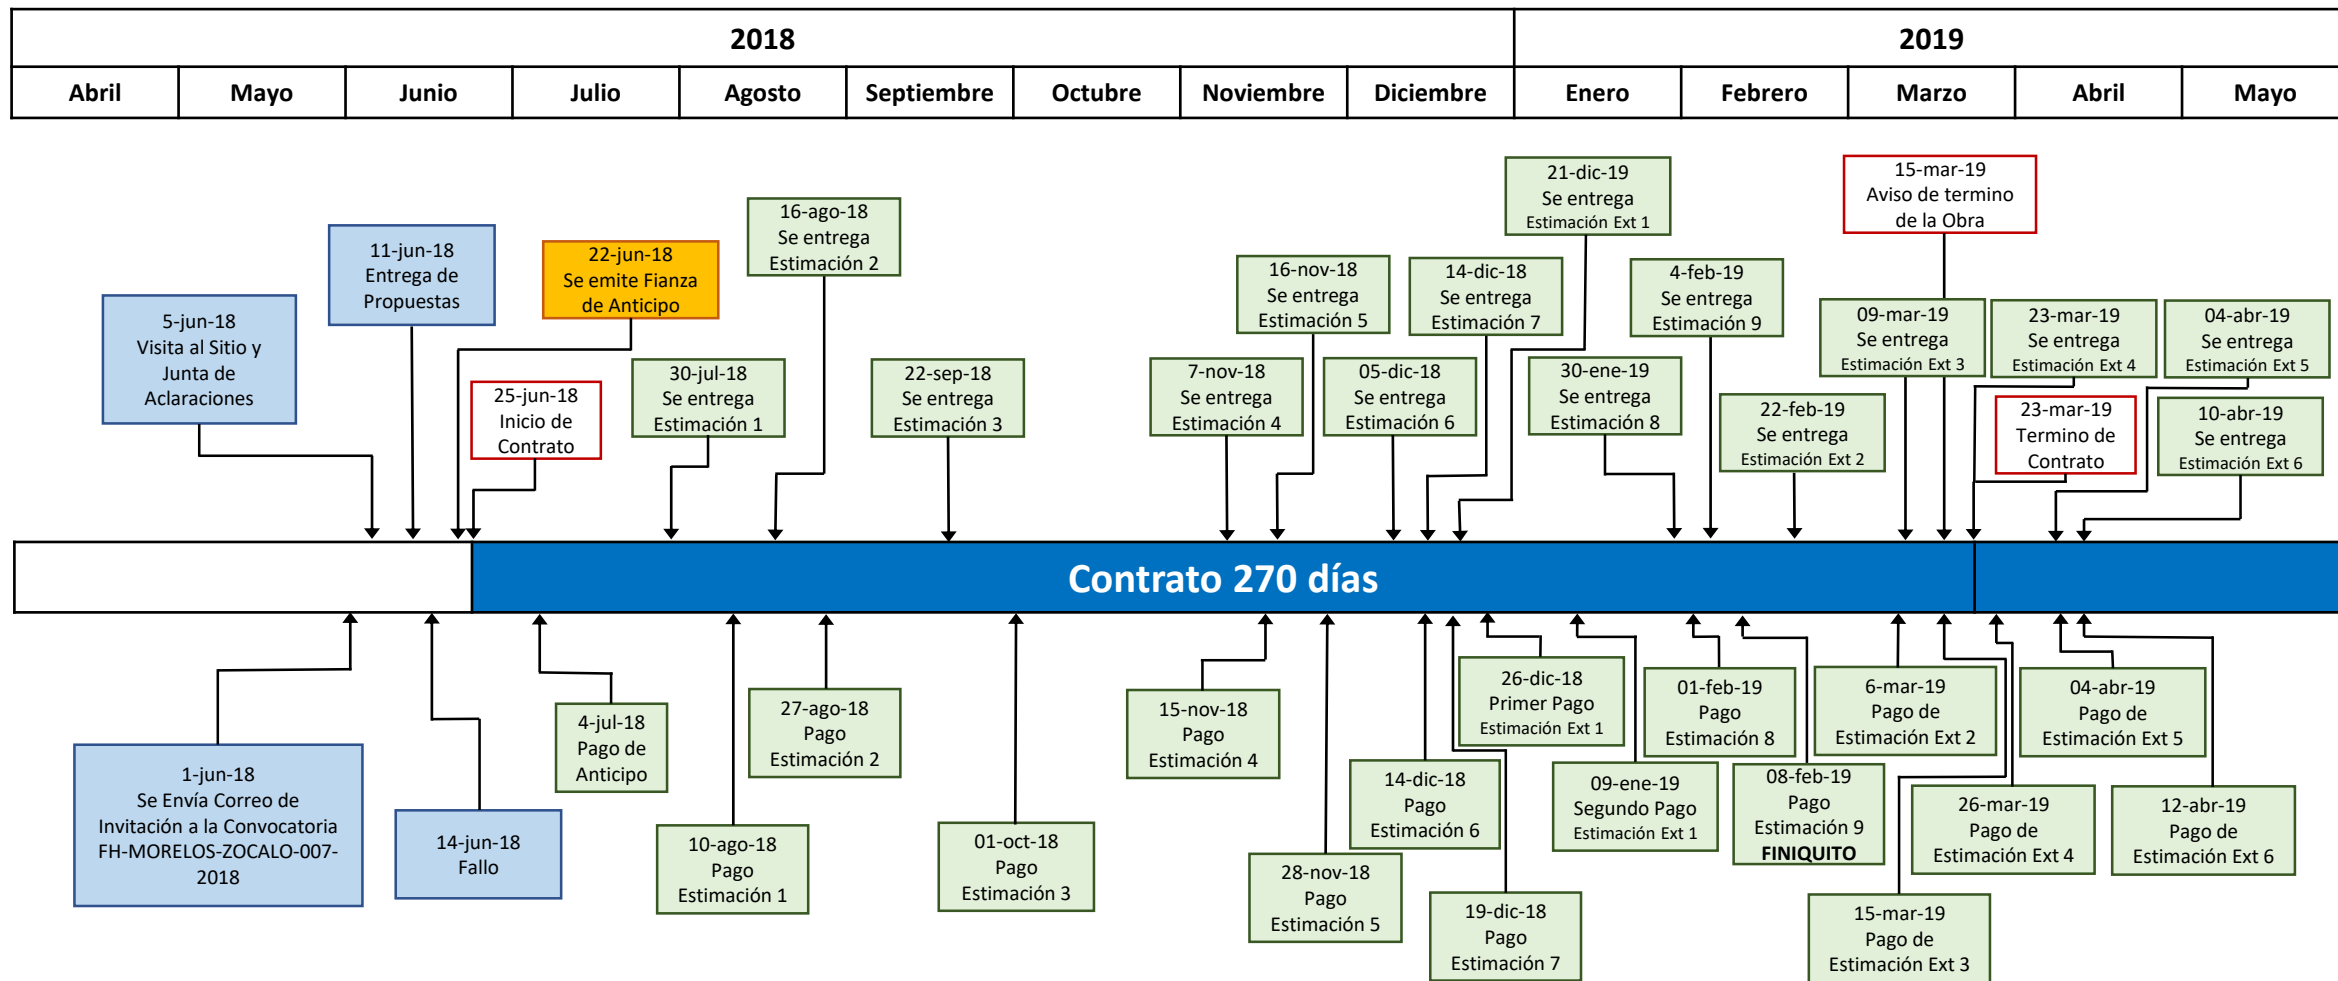 2018
2019
Abril
Mayo
Junio
Julio
Agosto
Septiembre
Octubre
Noviembre
Diciembre
Enero
Febrero
Marzo
Abril
Mayo
5-jun-18
Visita al Sitio y
Junta de
Aclaraciones
11-jun-18
Entrega de
Propuestas
22-jun-18
Se emite Fianza
de Anticipo
25-jun-18
Inicio de
Contrato
30-jul-18
Se entrega
Estimación 1
16-ago-18
Se entrega
Estimación 2
22-sep-18
Se entrega
Estimación 3
7-nov-18
Se entrega
Estimación 4
16-nov-18
Se entrega
Estimación 5
05-dic-18
Se entrega
Estimación 6
14-dic-18
Se entrega
Estimación 7
21-dic-19
Se entrega
Estimación Ext 1
30-ene-19
Se entrega
Estimación 8
4-feb-19
Se entrega
Estimación 9
22-feb-19
Se entrega
Estimación Ext 2
15-mar-19
Aviso de termino
de la Obra
09-mar-19
Se entrega
Estimación Ext 3
23-mar-19
Se entrega
Estimación Ext 4
23-mar-19
Termino de
Contrato
04-abr-19
Se entrega
Estimación Ext 5
10-abr-19
Se entrega
Estimación Ext 6
Contrato 270 días
1-jun-18
Se Envía Correo de
Invitación a la Convocatoria
FH-MORELOS-ZOCALO-007-
2018
14-jun-18
Fallo
4-jul-18
Pago de
Anticipo
10-ago-18
Pago
Estimación 1
27-ago-18
Pago
Estimación 2
01-oct-18
Pago
Estimación 3
15-nov-18
Pago
Estimación 4
28-nov-18
Pago
Estimación 5
14-dic-18
Pago
Estimación 6
19-dic-18
Pago
Estimación 7
26-dic-18
Primer Pago
Estimación Ext 1
09-ene-19
Segundo Pago
Estimación Ext 1
01-feb-19
Pago
Estimación 8
08-feb-19
Pago
Estimación 9
FINIQUITO
6-mar-19
Pago de
Estimación Ext 2
15-mar-19
Pago de
Estimación Ext 3
26-mar-19
Pago de
Estimación Ext 4
04-abr-19
Pago de
Estimación Ext 5
12-abr-19
Pago de
Estimación Ext 6